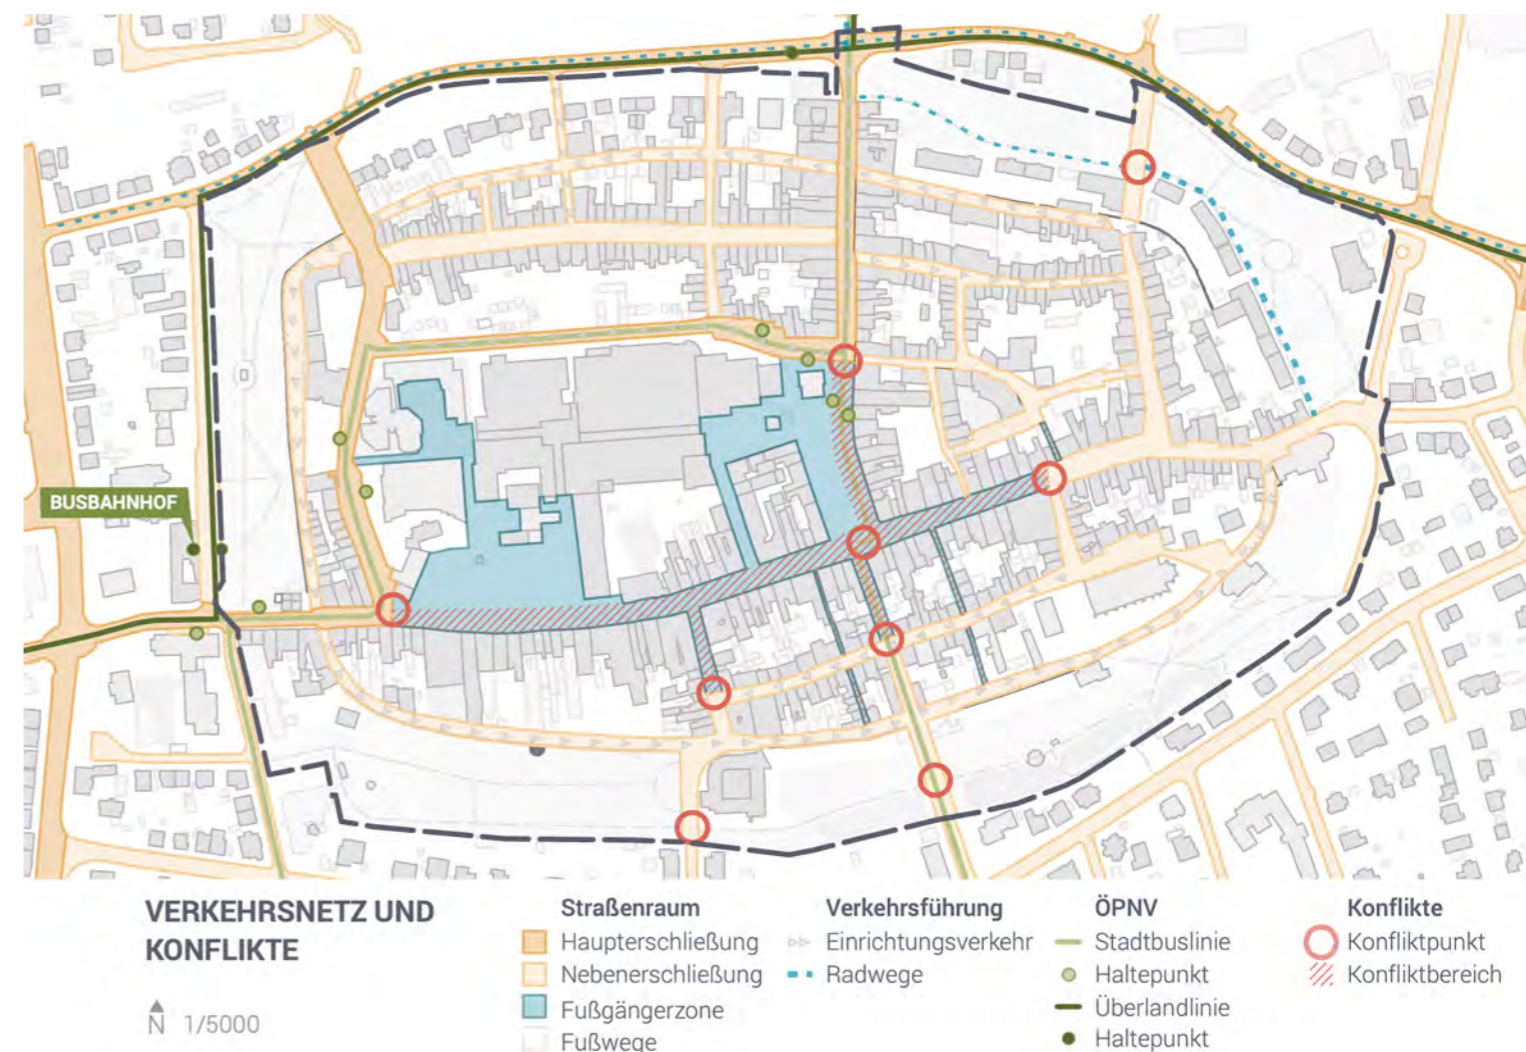 BUSBAHNHOF
VERKEHRSNETZ UND
KONFLIKTE
N 1/5000
Straßenraum
Haupterschließung
Nebenerschließung
Fußgängerzone
Fußwege
Verkehrsführung
Einrichtungsverkehr
Radwege
ÖPNV
Stadtbuslinie
Haltepunkt
Überlandlinie
Haltepunkt
Konflikte
Konfliktpunkt
Konfliktbereich